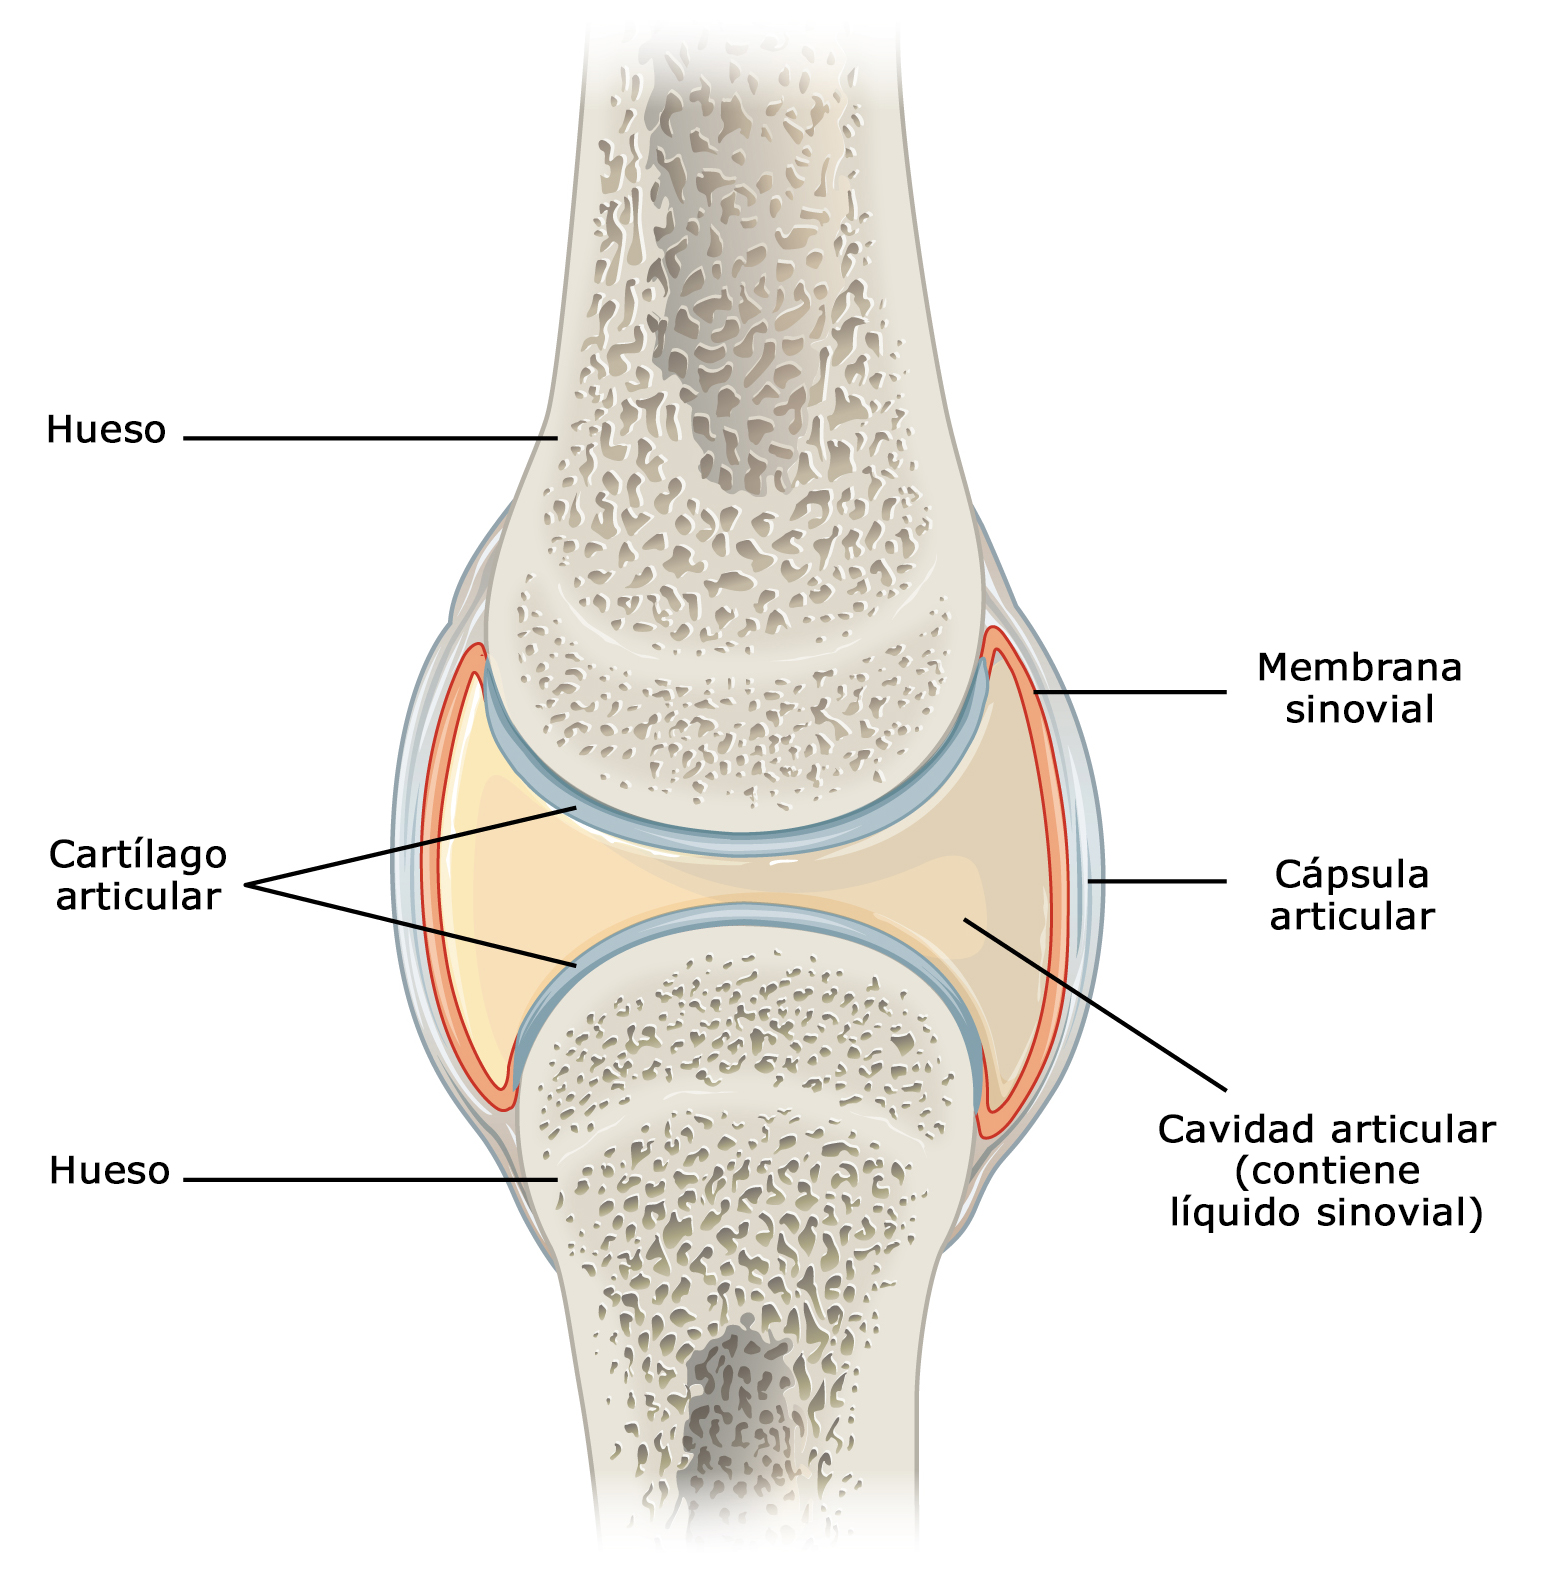 Hueso
Membrana
sinovial
Cartílago
articular
Cápsula
articular
Cavidad articular
(contiene
líquido sinovial)
Hueso